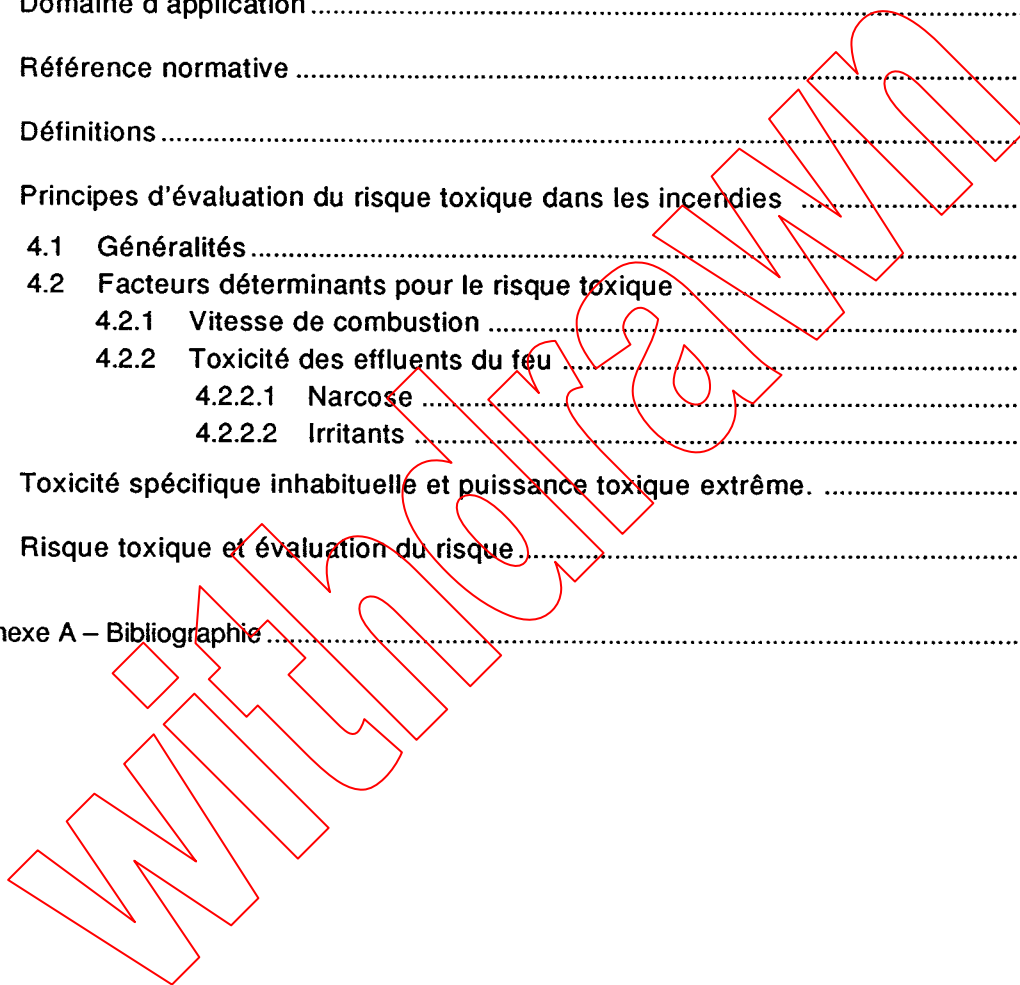 Domaine d'application
Référence normative
Définitions
Principes d'évaluation du risque toxique dans les incendies
4.1 Généralités
4.2 Facteurs déterminants pour le risque toxique
4.2.1 Vitesse de combustion
4.2.2 Toxicité des effluents du feu
4.2.2.1 Narcose
4.2.2.2 Irritants
Toxicité spécifique inhabituelle et puissance toxique extrême.
Risque toxique et évaluation du risque
nexe A – Bibliographie
withdrawn